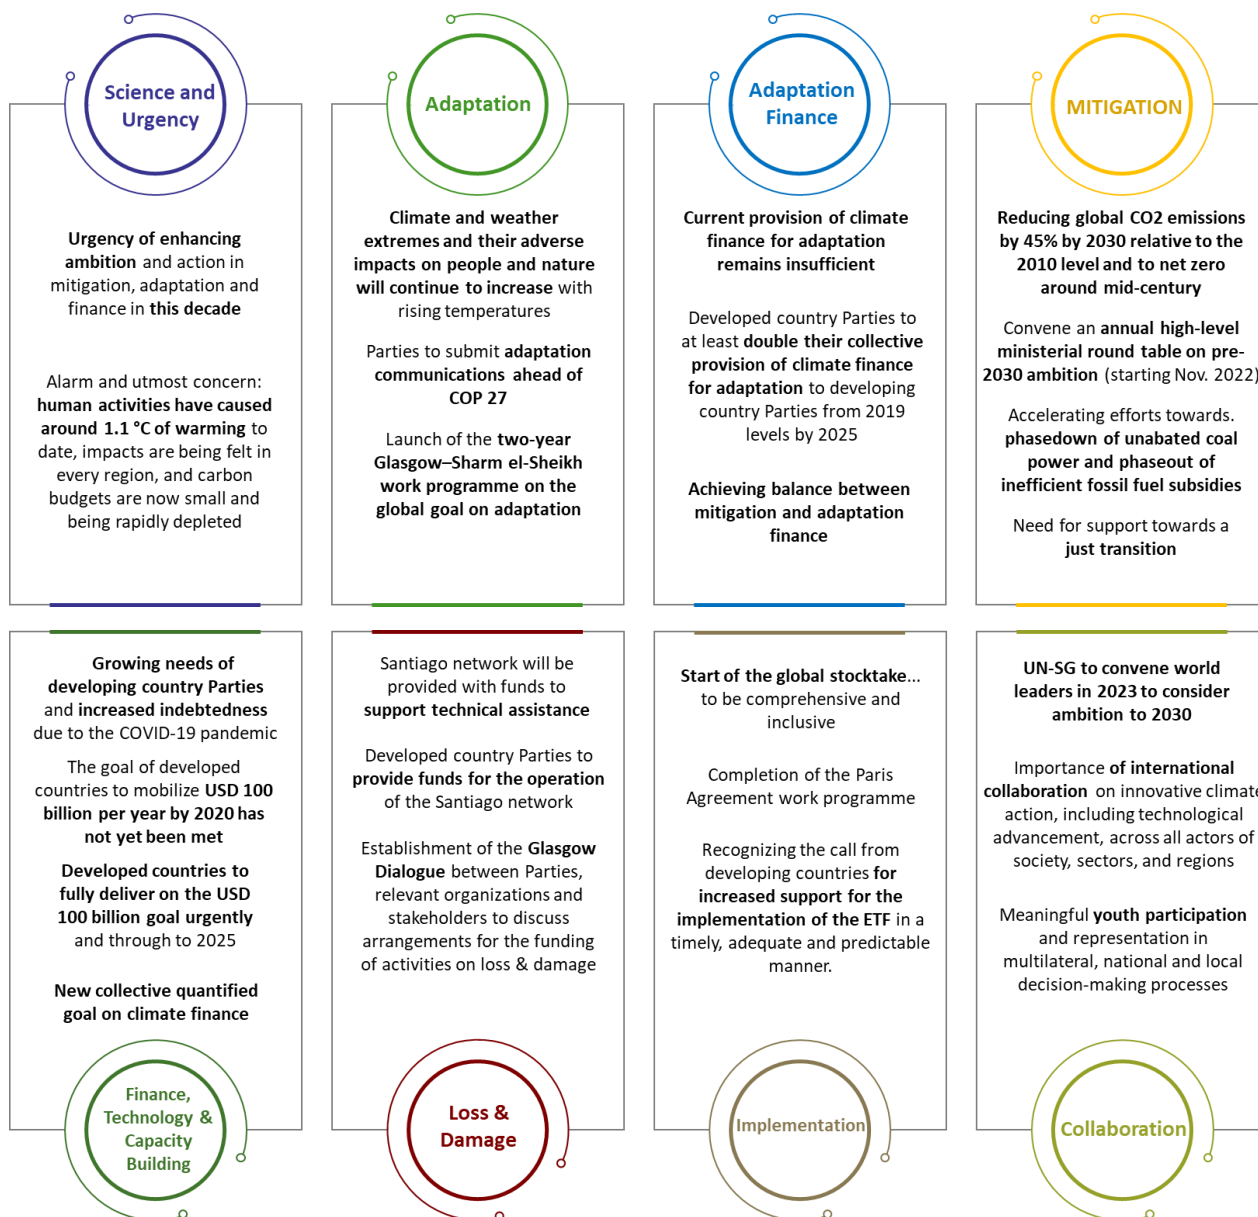 Science and
Urgency
Urgency of enhancing
ambition and action in
mitigation, adaptation and
finance in this decade
Alarm and utmost concern:
human activities have caused
around 1.1 °C of warming to
date, impacts are being felt in
every region, and carbon
budgets are now small and
being rapidly depleted
Adaptation
Climate and weather
extremes and their adverse
impacts on people and nature
will continue to increase with
rising temperatures
Parties to submit adaptation
communications ahead of
COP 27
Launch of the two-year
Glasgow–Sharm el-Sheikh
work programme on the
global goal on adaptation
Adaptation
Finance
Current provision of climate
finance for adaptation
remains insufficient
Developed country Parties to
at least double their collective
provision of climate finance
for adaptation to developing
country Parties from 2019
levels by 2025
Achieving balance between
mitigation and adaptation
finance
MITIGATION
Reducing global CO2 emissions
by 45% by 2030 relative to the
2010 level and to net zero
around mid-century
Convene an annual high-level
ministerial round table on pre-
2030 ambition (starting Nov. 2022)
Accelerating efforts towards.
phasedown of unabated coal
power and phaseout of
inefficient fossil fuel subsidies
Need for support towards a
just transition
Growing needs of
developing country Parties
and increased indebtedness
due to the COVID-19 pandemic
The goal of developed
countries to mobilize USD 100
billion per year by 2020 has
not yet been met
Developed countries to
fully deliver on the USD
100 billion goal urgently
and through to 2025
New collective quantified
goal on climate finance
Finance,
Technology &
Capacity
Building
Santiago network will be
provided with funds to
support technical assistance
Developed country Parties to
provide funds for the operation
of the Santiago network
Establishment of the Glasgow
Dialogue between Parties,
relevant organizations and
stakeholders to discuss
arrangements for the funding
of activities on loss & damage
Loss &
Damage
Start of the global stocktake...
to be comprehensive and
inclusive
Completion of the Paris
Agreement work programme
Recognizing the call from
developing countries for
increased support for the
implementation of the ETF in a
timely, adequate and predictable
manner.
Implementation
UN-SG to convene world
leaders in 2023 to consider
ambition to 2030
Importance of international
collaboration on innovative climate
action, including technological
advancement, across all actors of
society, sectors, and regions
Meaningful youth participation
and representation in
multilateral, national and local
decision-making processes
Collaboration